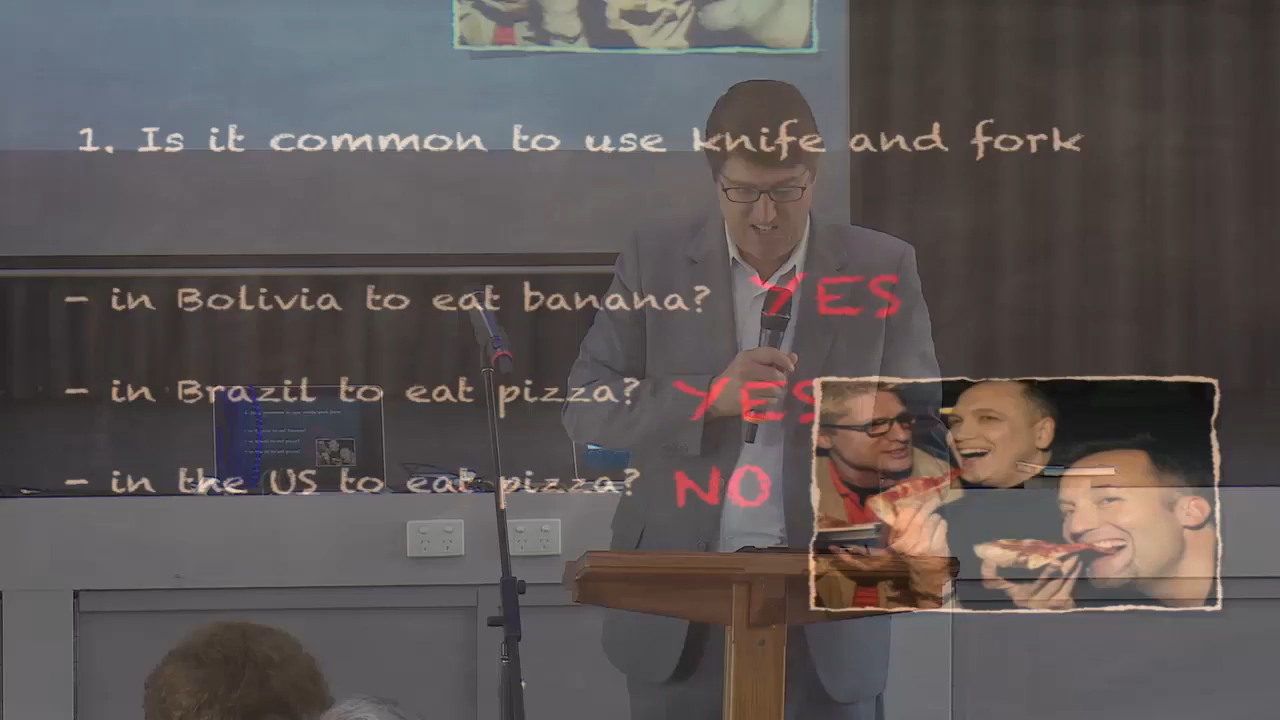 1. Is it common to use knife and fork
- in Bolivia to eat banana? YES
- in Brazil to eat pizza? YES
- in the US to eat pizza? NO